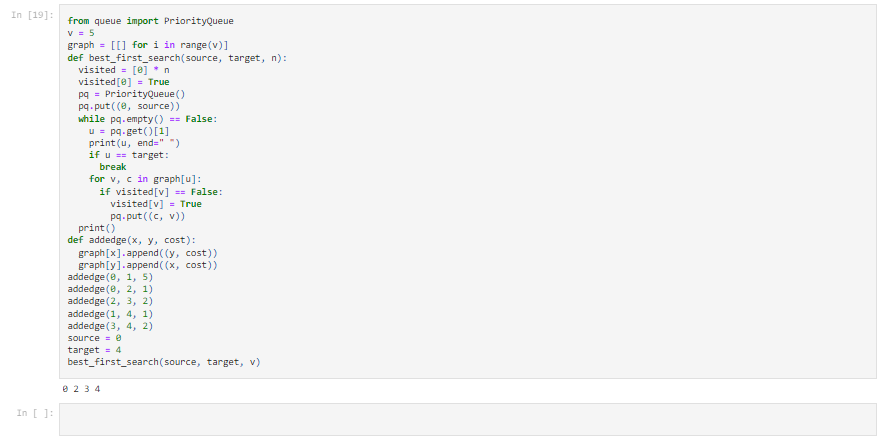 In [19]:
from queue import PriorityQueue
v = 5
graph = [[] for i in range(v)]
def best_first_search(source, target, n):
  visited = [0] * n
  visited[0] = True
  pq = PriorityQueue()
  pq.put((0, source))
  while pq.empty() == False:
    u = pq.get()[1]
    print(u, end=" ")
    if u == target:
      break
    for v, c in graph[u]:
      if visited[v] == False:
        visited[v] = True
        pq.put((c, v))
  print()
def addedge(x, y, cost):
  graph[x].append((y, cost))
  graph[y].append((x, cost))
addedge(0, 1, 5)
addedge(0, 2, 1)
addedge(2, 3, 2)
addedge(1, 4, 1)
addedge(3, 4, 2)
source = 0
target = 4
best_first_search(source, target, v)
0 2 3 4
In [ ]: